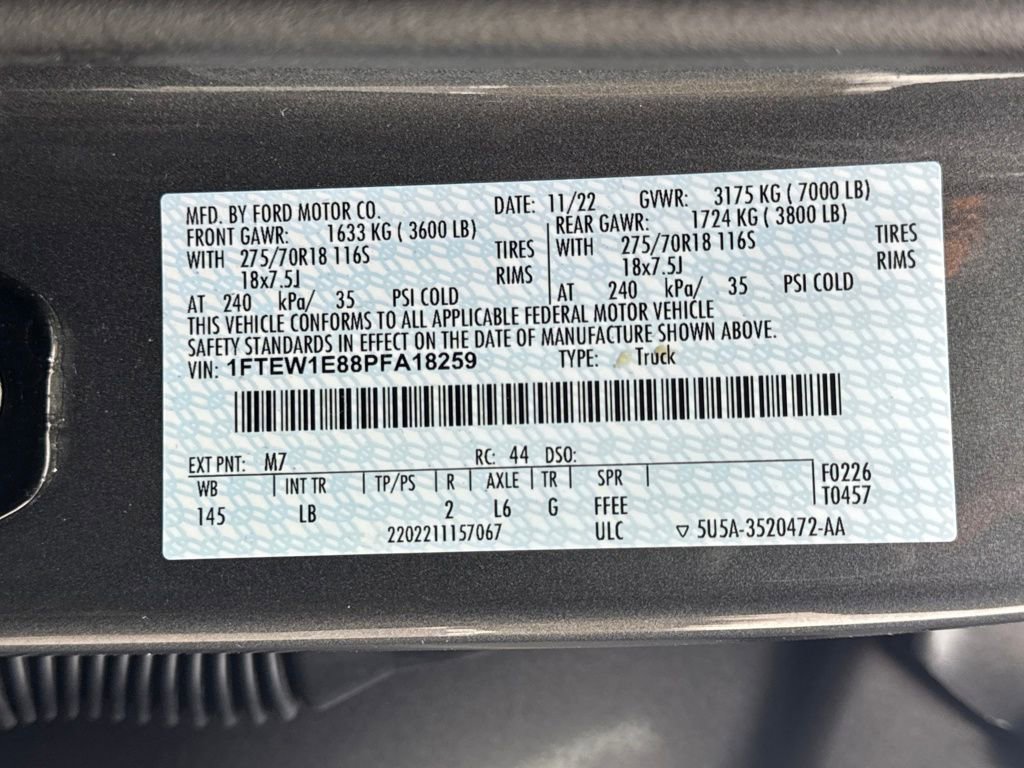 MFD. BY FORD MOTOR CO. DATE: 11/22 GVWR: 3175 KG ( 7000 LB)
FRONT GAWR: 1633 KG ( 3600 LB) REAR GAWR: 1724 KG ( 3800 LB)
WITH 275/70R18 116S TIRES WITH 275/70R18 116S TIRES
18x7.5J RIMS 18x7.5J RIMS
AT 240 kPa/ 35 PSI COLD AT 240 kPa/ 35 PSI COLD
THIS VEHICLE CONFORMS TO ALL APPLICABLE FEDERAL MOTOR VEHICLE
SAFETY STANDARDS IN EFFECT ON THE DATE OF MANUFACTURE SHOWN ABOVE.
VIN: 1FTEW1E88PFA18259 TYPE: Truck
EXT PNT: M7 RC: 44 DSO:
WB INT TR TP/PS R AXLE TR SPR F0226
145 LB 2 L6 G FFEE T0457
2202211157067 ULC ▽ 5U5A-3520472-AA